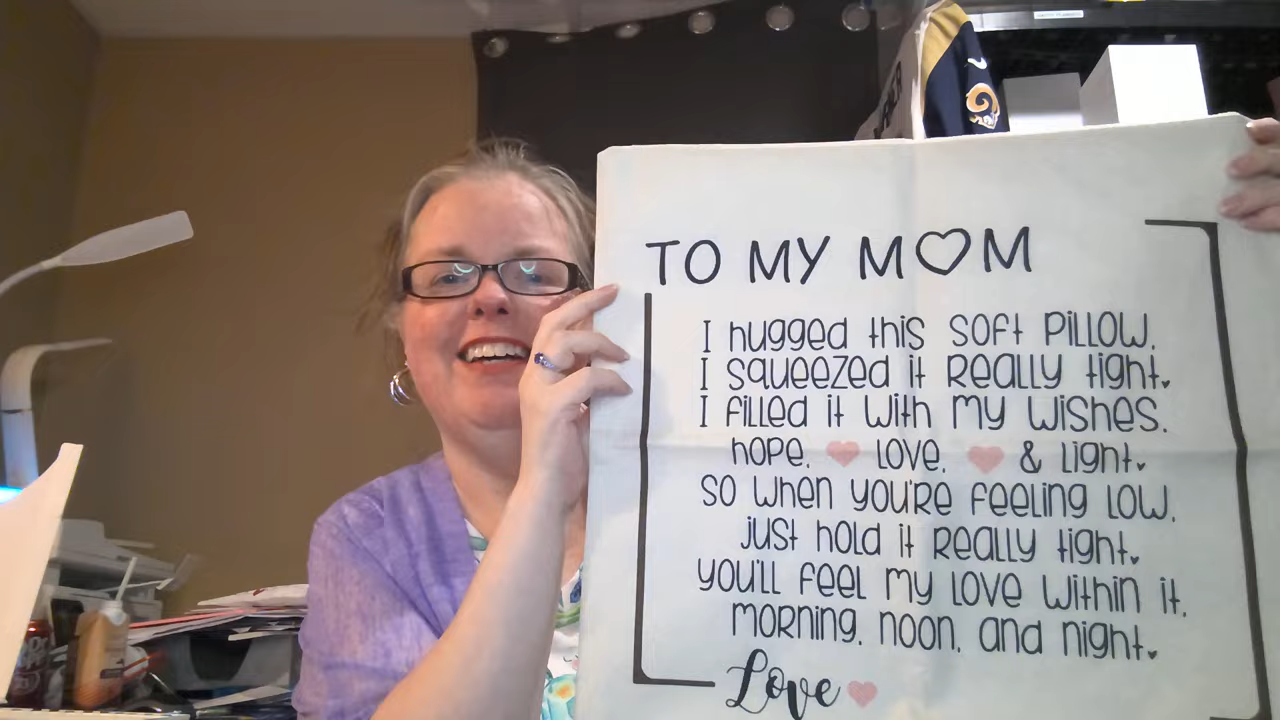 TO MY MOM
I hugged this soft pillow.
I squeezed it really tight.
I filled it with my wishes.
hope. love. & light.
so when you're feeling low.
just hold it really tight.
you'll feel my love within it.
morning. noon. and night.
Love